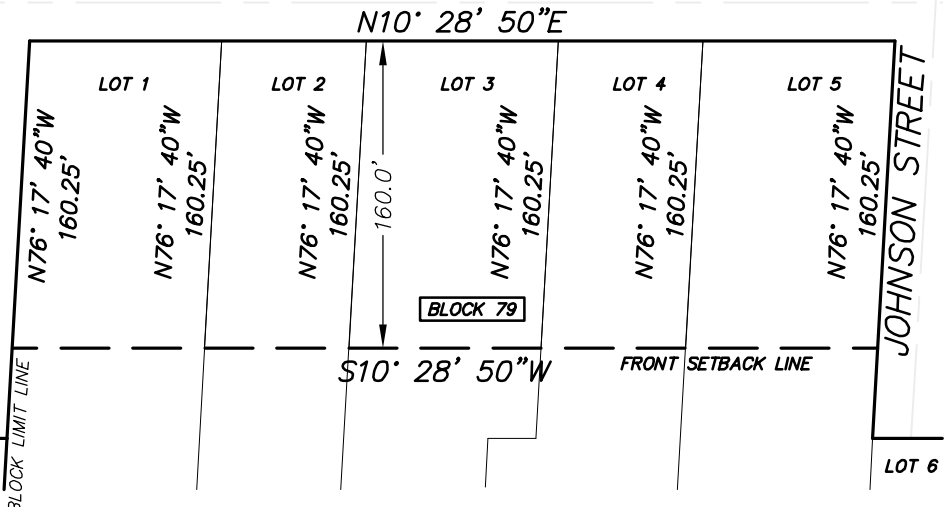 N10° 28' 50"E
LOT 1
LOT 2
LOT 3
LOT 4
LOT 5
N76° 17' 40"W
160.25'
N76° 17' 40"W
160.25'
N76° 17' 40"W
160.25'
160.0'
N76° 17' 40"W
160.25'
N76° 17' 40"W
160.25'
N76° 17' 40"W
160.25'
JOHNSON STREET
BLOCK 79
S10° 28' 50"W
FRONT SETBACK LINE
BLOCK LIMIT LINE
LOT 6